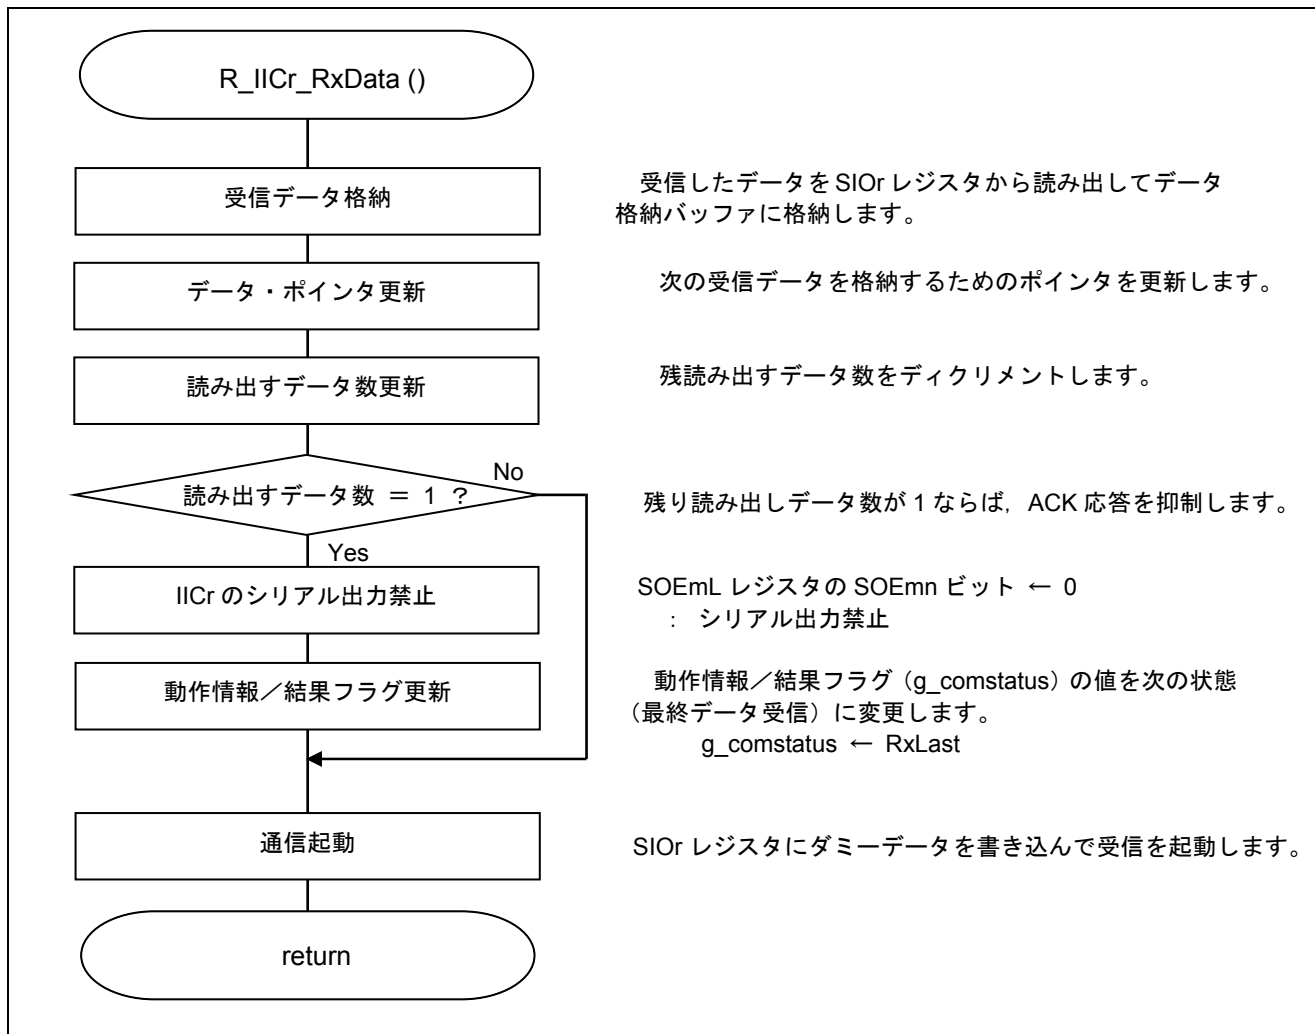 R_IICr_RxData ()
受信データ格納
受信したデータを SIOr レジスタから読み出してデータ
格納バッファに格納します。
データ・ポインタ更新
次の受信データを格納するためのポインタを更新します。
読み出すデータ数更新
残読み出すデータ数をディクリメントします。
読み出すデータ数 ＝ 1 ？
No
残り読み出しデータ数が 1 ならば，ACK 応答を抑制します。
Yes
IICr のシリアル出力禁止
SOEmL レジスタの SOEmn ビット ← 0
： シリアル出力禁止
動作情報／結果フラグ更新
動作情報／結果フラグ（g_comstatus）の値を次の状態
（最終データ受信）に変更します。
g_comstatus ← RxLast
通信起動
SIOr レジスタにダミーデータを書き込んで受信を起動します。
return